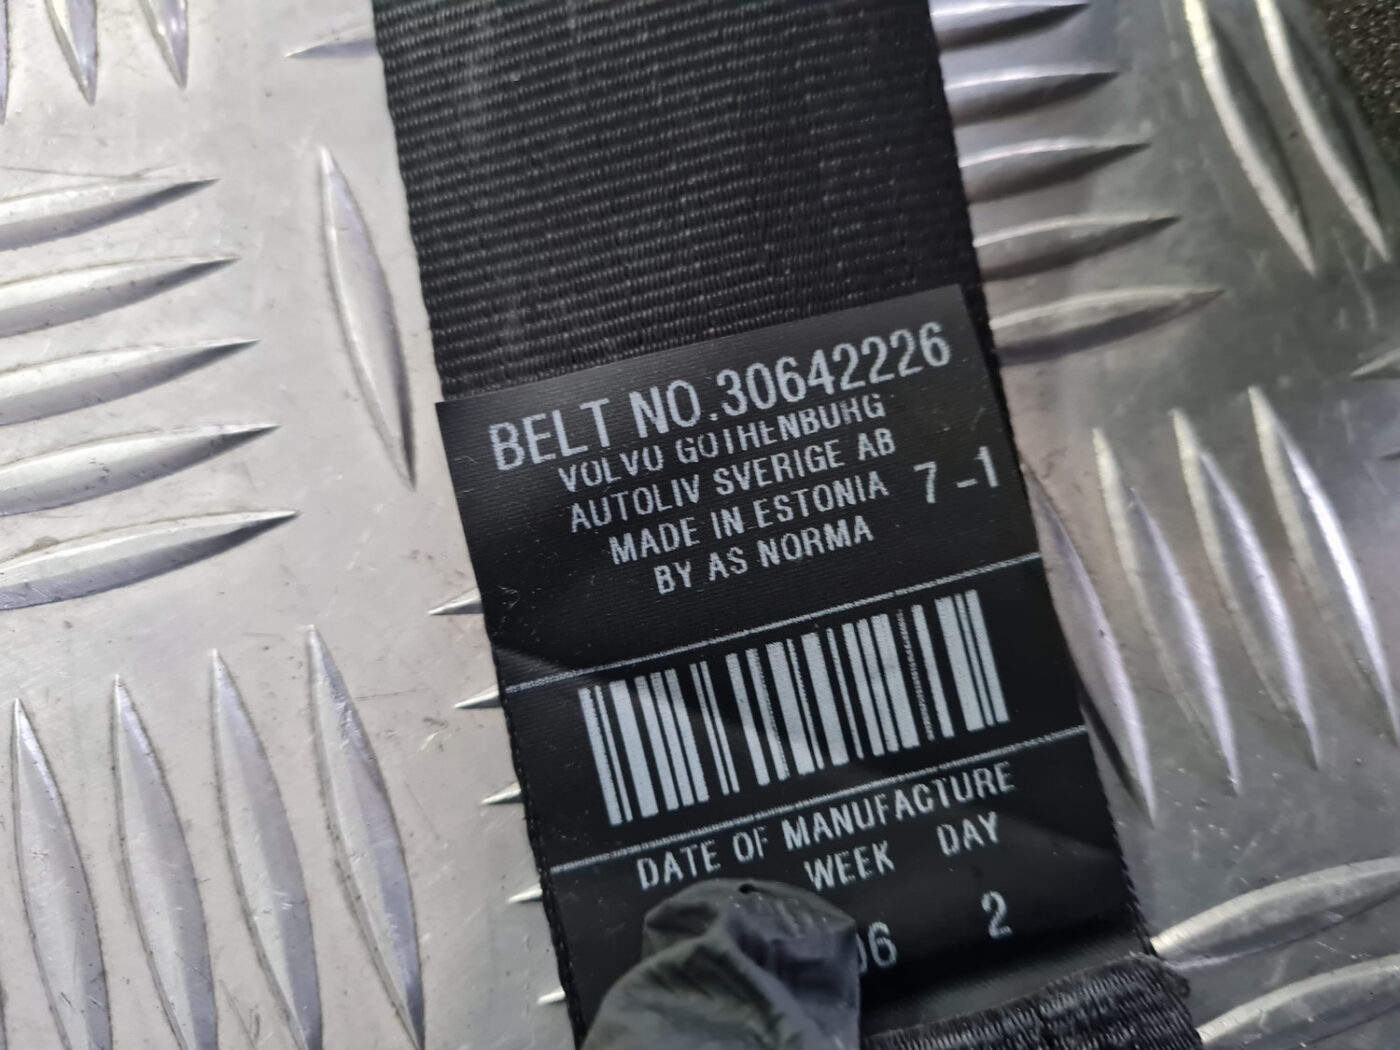 BELT NO.30642226
VOLVO GOTHENBURG
AUTOLIV SVERIGE AB
MADE IN ESTONIA 7-1
BY AS NORMA
DATE OF MANUFACTURE
WEEK DAY
06 2